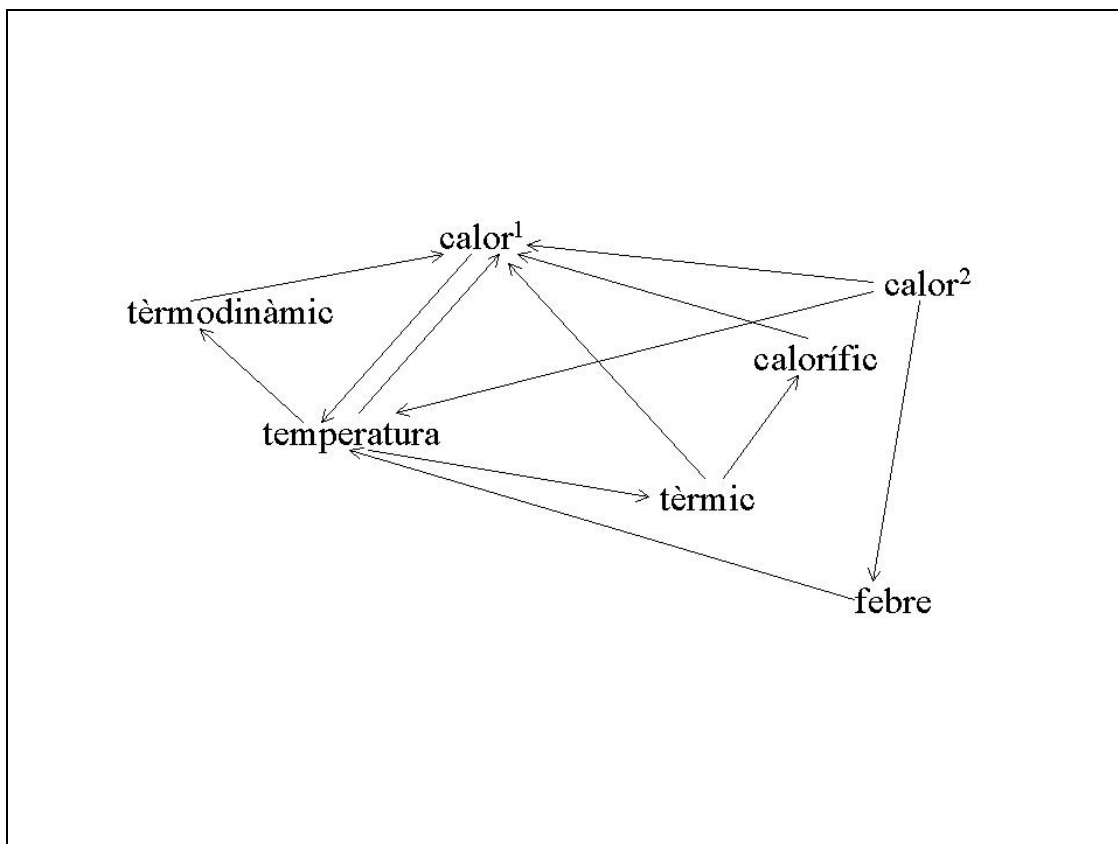 calor¹
calor²
tèrmodinàmic
calorífic
temperatura
tèrmic
febre